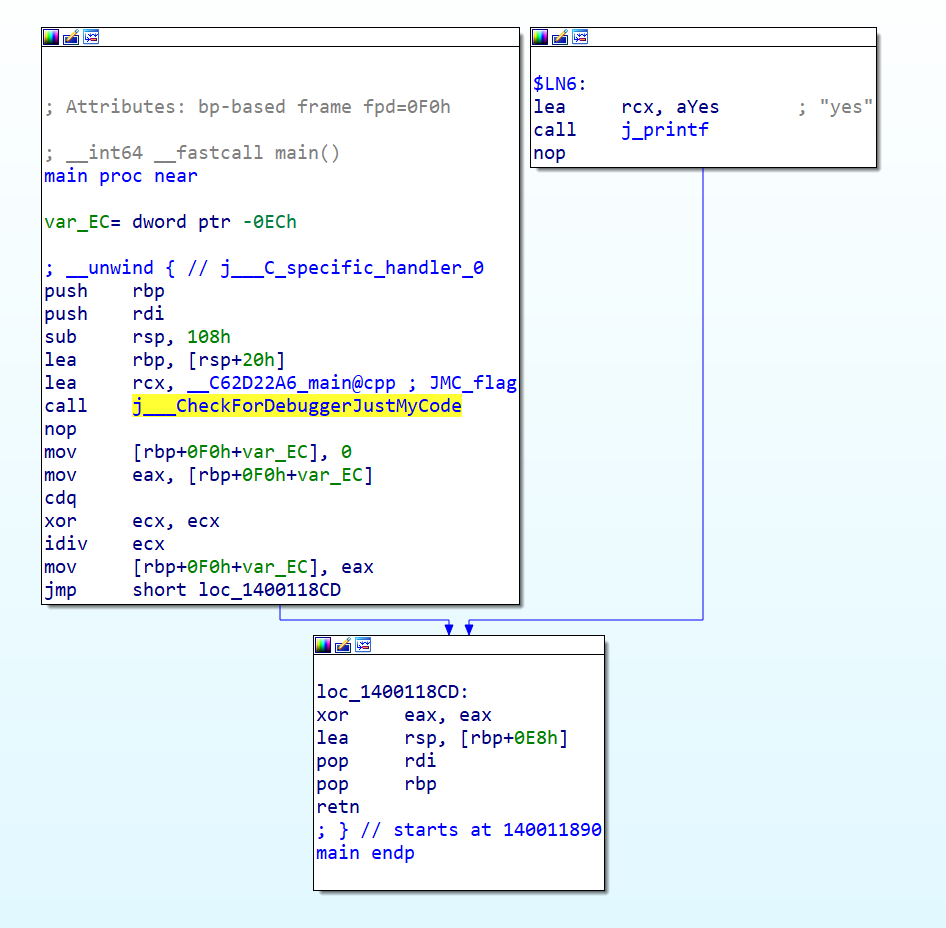 ; Attributes: bp-based frame fpd=0F0h
; __int64 __fastcall main()
main proc near
var_EC= dword ptr -0ECh
; __unwind { // j___C_specific_handler_0
push rbp
push rdi
sub rsp, 108h
lea rbp, [rsp+20h]
lea rcx, __C62D22A6_main@cpp ; JMC_flag
call j___CheckForDebuggerJustMyCode
nop
mov [rbp+0F0h+var_EC], 0
mov eax, [rbp+0F0h+var_EC]
cdq
xor ecx, ecx
idiv ecx
mov [rbp+0F0h+var_EC], eax
jmp short loc_1400118CD
$LN6:
lea rcx, aYes ; "yes"
call j_printf
nop
loc_1400118CD:
xor eax, eax
lea rsp, [rbp+0E8h]
pop rdi
pop rbp
retn
; } // starts at 140011890
main endp